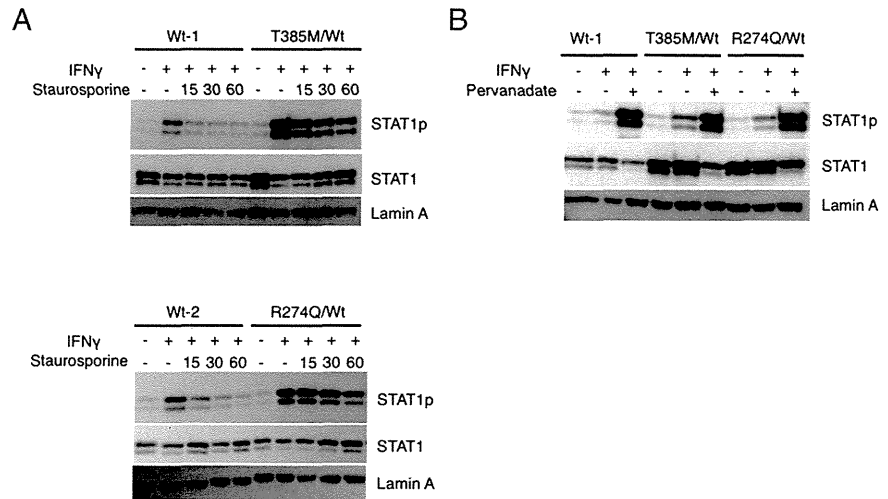 A
Wt-1 T385M/Wt
IFNγ - + + + + - + + + +
Staurosporine - - 15 30 60 - - 15 30 60
STAT1p
STAT1
Lamin A
Wt-2 R274Q/Wt
IFNγ - + + + + - + + + +
Staurosporine - - 15 30 60 - - 15 30 60
STAT1p
STAT1
Lamin A
B
Wt-1 T385M/Wt R274Q/Wt
IFNγ - + + - + + - + +
Pervanadate - - + - - + - - +
STAT1p
STAT1
Lamin A